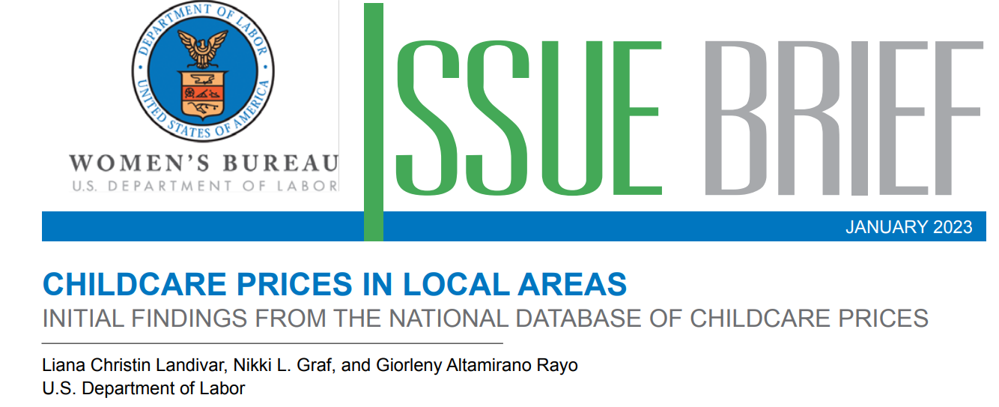 DEPARTMENT OF LABOR
UNITED STATES OF AMERICA
WOMEN'S BUREAU
U.S. DEPARTMENT OF LABOR
ISSUE BRIEF
JANUARY 2023
CHILDCARE PRICES IN LOCAL AREAS
INITIAL FINDINGS FROM THE NATIONAL DATABASE OF CHILDCARE PRICES
Liana Christin Landivar, Nikki L. Graf, and Giorleny Altamirano Rayo
U.S. Department of Labor